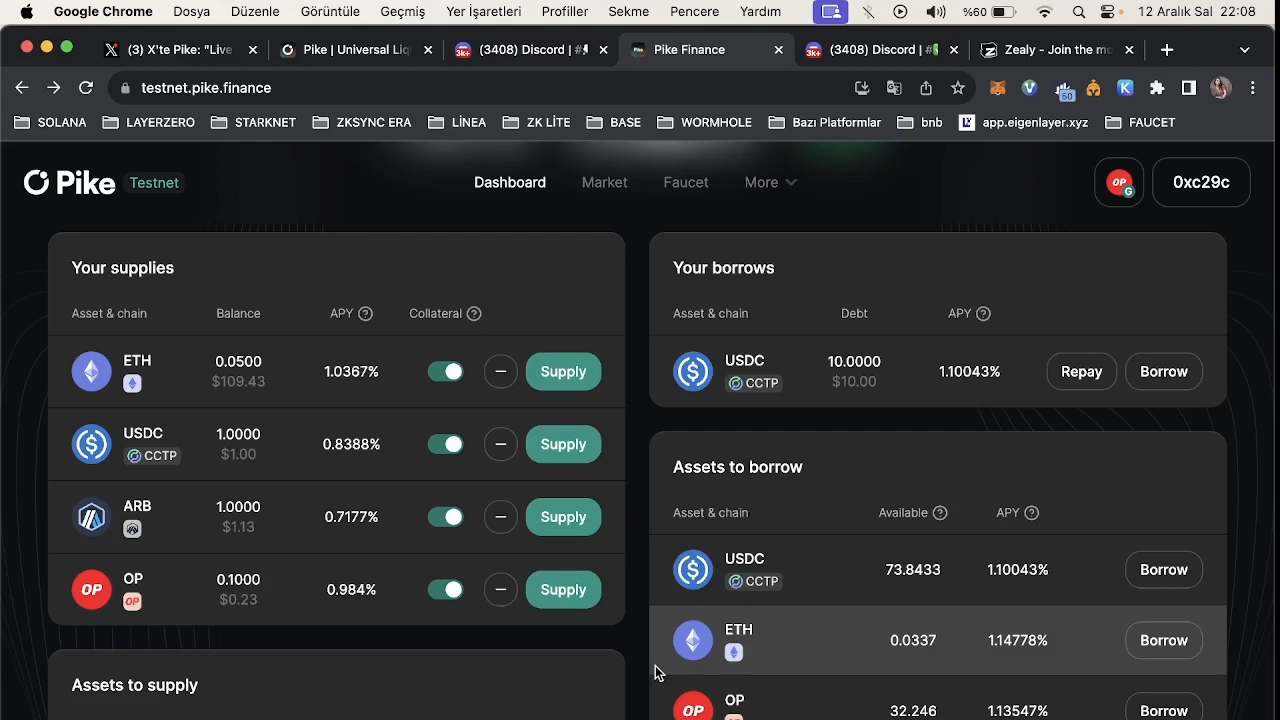 Google Chrome Dosya Düzenle Görüntüle Geçmiş Yer İşaretleri Profiller Sekme Pencere Yardım %60 12 Aralık Sal 22:08
(3) X'te Pike: "Live Pike | Universal Liq (3408) Discord | # Pike Finance (3408) Discord | # Zealy - Join the mo
testnet.pike.finance
60
SOLANA LAYERZERO STARKNET ZKSYNC ERA LİNEA ZK LİTE BASE WORMHOLE Bazı Platformlar bnb app.eigenlayer.xyz FAUCET
Pike Testnet Dashboard Market Faucet More OP G 0xc29c
Your supplies
Asset & chain Balance APY ? Collateral ?
ETH 0.0500 1.0367% Supply
$109.43
USDC 1.0000 0.8388% Supply
CCTP $1.00
ARB 1.0000 0.7177% Supply
$1.13
OP OP 0.1000 0.984% Supply
OP $0.23
Assets to supply
Your borrows
Asset & chain Debt APY ?
USDC 10.0000 1.10043% Repay Borrow
CCTP $10.00
Assets to borrow
Asset & chain Available ? APY ?
USDC 73.8433 1.10043% Borrow
CCTP
ETH 0.0337 1.14778% Borrow
OP OP 32.246 1.13547% Borrow